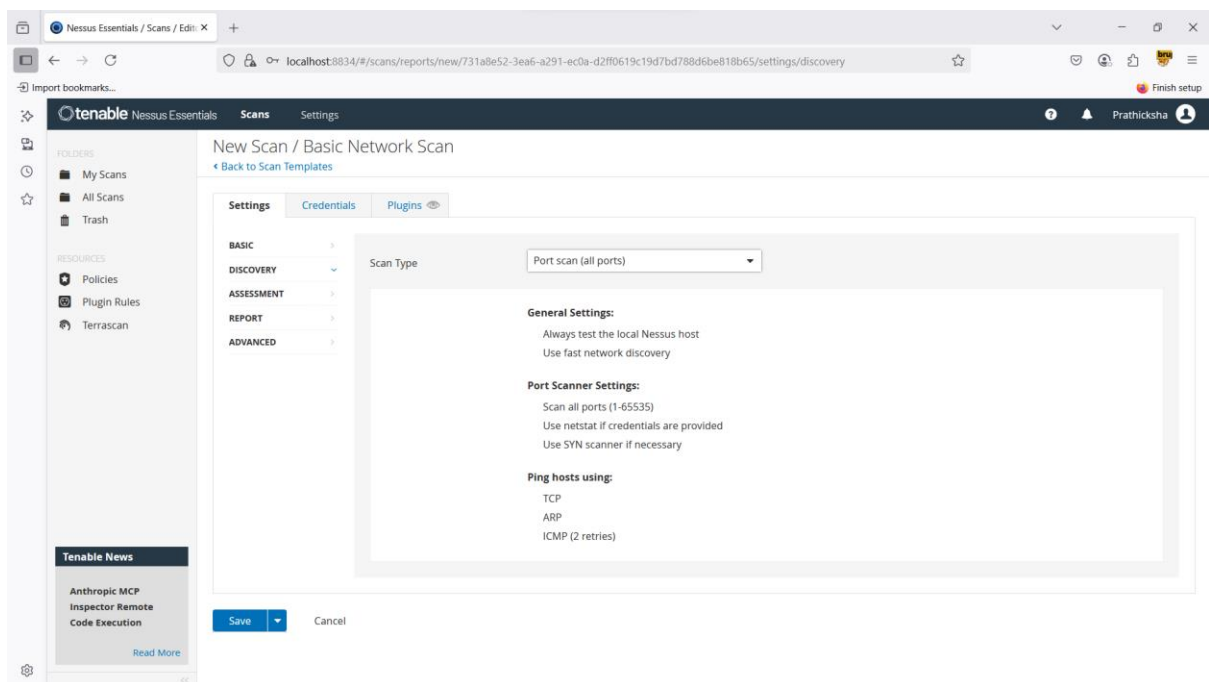 Nessus Essentials / Scans / Edit:
localhost:8834/#/scans/reports/new/731a8e52-3ea6-a291-ec0a-d2ff0619c19d7bd788d6be818b65/settings/discovery
bru
Import bookmarks...
Finish setup
tenable Nessus Essentials
Scans
Settings
Prathicksha
FOLDERS
My Scans
All Scans
Trash
RESOURCES
Policies
Plugin Rules
Terrascan
Tenable News
Anthropic MCP
Inspector Remote
Code Execution
Read More
New Scan / Basic Network Scan
Back to Scan Templates
Settings
Credentials
Plugins
BASIC
DISCOVERY
ASSESSMENT
REPORT
ADVANCED
Scan Type
Port scan (all ports)
General Settings:
Always test the local Nessus host
Use fast network discovery
Port Scanner Settings:
Scan all ports (1-65535)
Use netstat if credentials are provided
Use SYN scanner if necessary
Ping hosts using:
TCP
ARP
ICMP (2 retries)
Save
Cancel